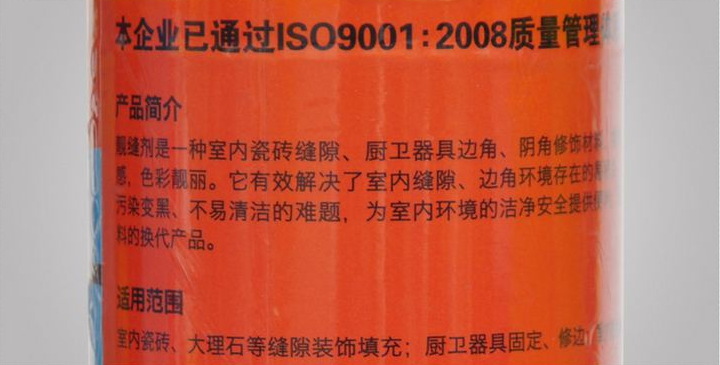 本企业已通过ISO9001:2008质量管理体
产品简介
靓缝剂是一种室内瓷砖缝隙、厨卫器具边角、阴角修饰材
感，色彩靓丽。它有效解决了室内缝隙、边角环境存在的
污染变黑、不易清洁的难题，为室内环境的洁净安全提供
料的换代产品。
适用范围
室内瓷砖、大理石等缝隙装饰填充；厨卫器具固定、修边